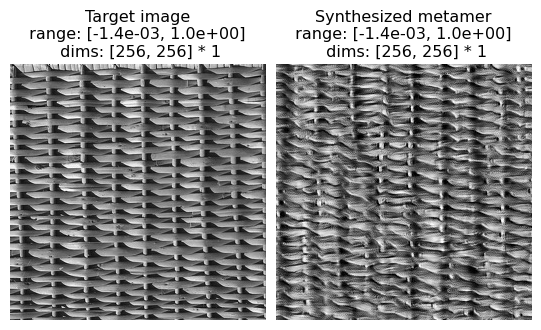 Target image
range: [-1.4e-03, 1.0e+00]
dims: [256, 256] * 1
Synthesized metamer
range: [-1.4e-03, 1.0e+00]
dims: [256, 256] * 1